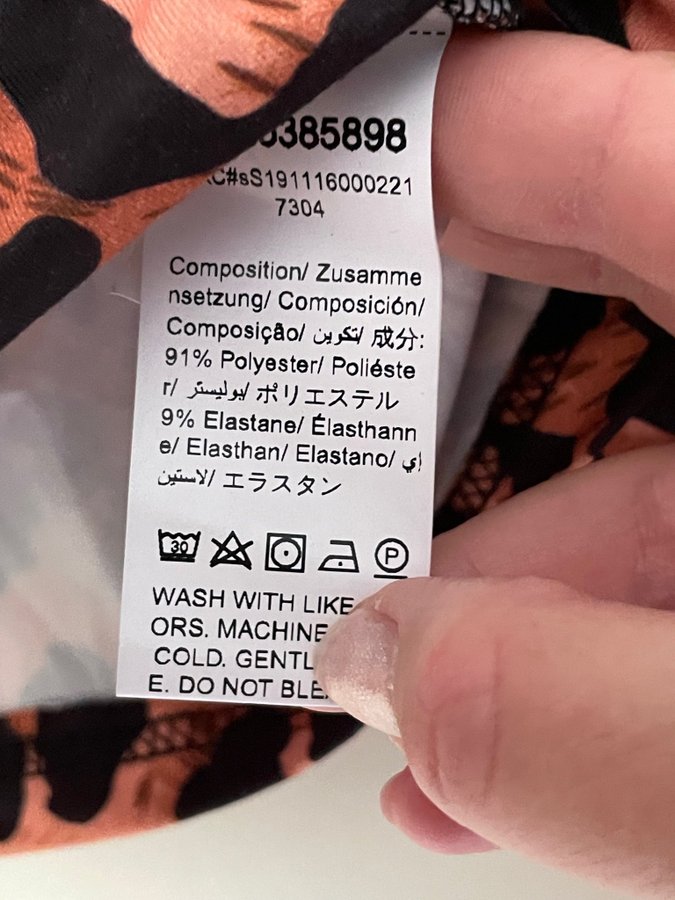 385898
C#sS191116000221
7304
Composition/ Zusamme
nsetzung/ Composición/
Composição/ تكوين/ 成分:
91% Polyester/ Poliéste
r/ بوليستر/ ポリエステル
9% Elastane/ Élasthann
e/ Elasthan/ Elastano/ إي
لاستين/ エラスタン
30
P
WASH WITH LIKE
ORS. MACHINE
COLD. GENTL
E. DO NOT BLE